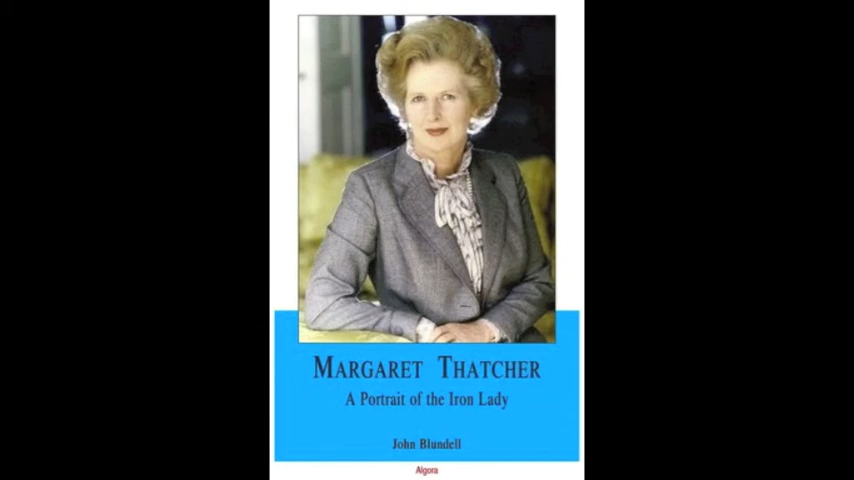 MARGARET THATCHER
A Portrait of the Iron Lady
John Blundell
Algora